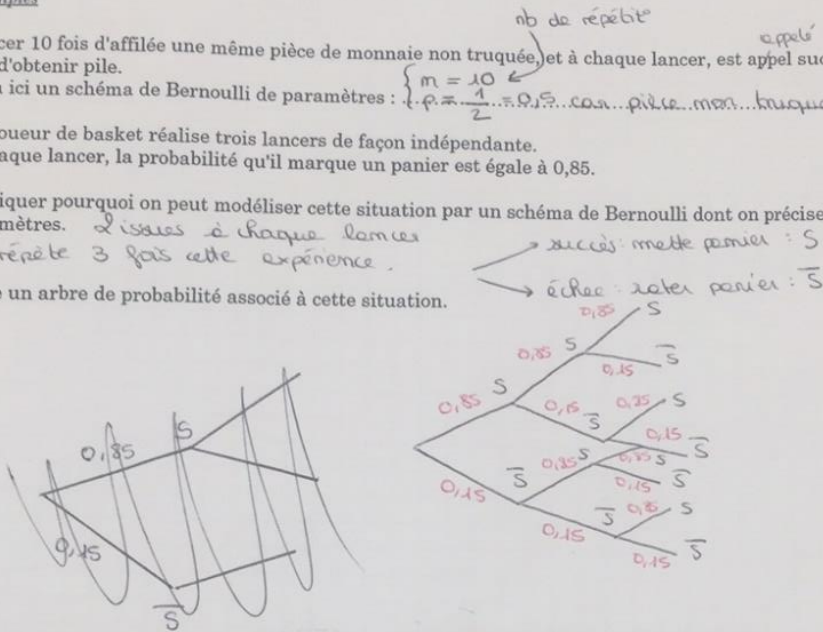 nb de répétit°
appelé
cer 10 fois d'affilée une même pièce de monnaie non truquée, et à chaque lancer, est appel suc
d'obtenir pile.
ici un schéma de Bernoulli de paramètres : { n = 10
p = 1/2 = 0,5 car pièce non truqu
oueur de basket réalise trois lancers de façon indépendante.
aque lancer, la probabilité qu'il marque un panier est égale à 0,85.
iquer pourquoi on peut modéliser cette situation par un schéma de Bernoulli dont on précise
mètres. 2 issues à chaque lancer
répète 3 fois cette expérience.
succès : mettre panier : S
échec : rater panier : S̅
un arbre de probabilité associé à cette situation.
0,85 S
0,85 S
0,15 S̅
0,85 S
0,15 S̅
0,85 S
0,15 S̅
0,15 S̅
0,85 S
0,85 S
0,15 S̅
0,15 S̅
0,85 S
0,15 S̅
0,85 S
0,15
S̅